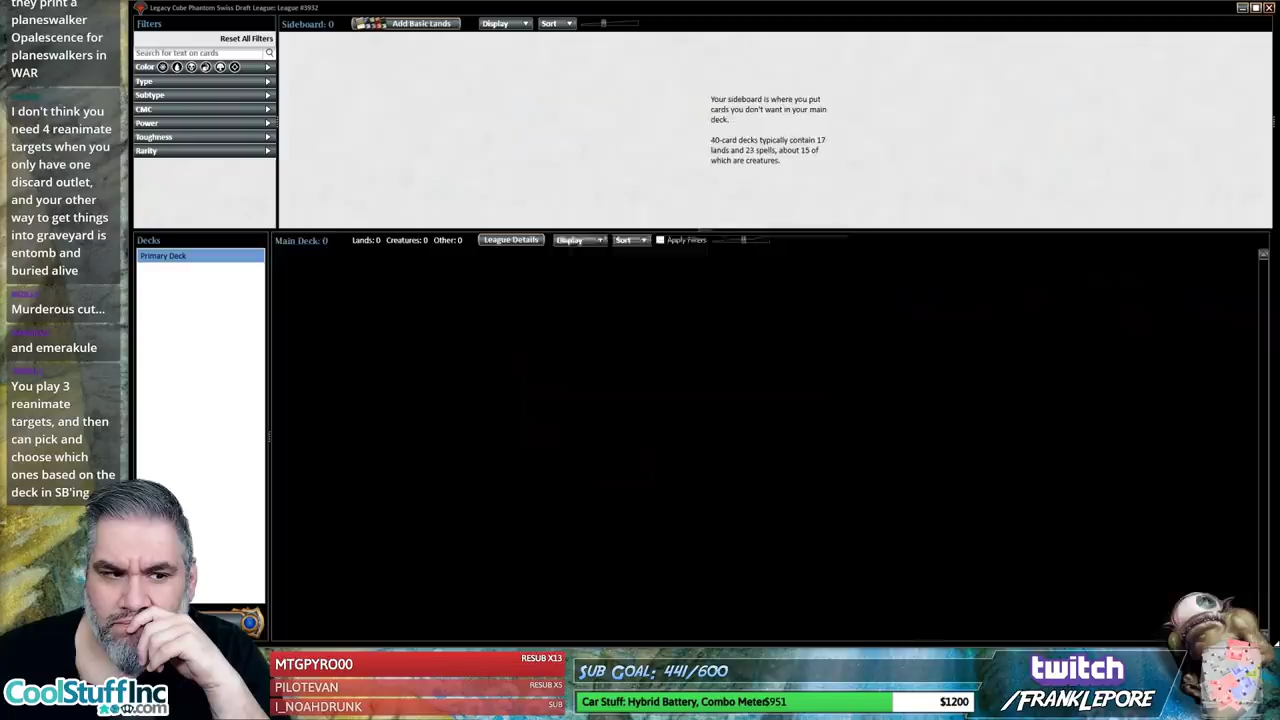 they print a
planeswalker
Opalescence for
planeswalkers in
WAR
I don't think you
need 4 reanimate
targets when you
only have one
discard outlet,
and your other
way to get things
into graveyard is
entomb and
buried alive
Murderous cut...
and emerakule
You play 3
reanimate
targets, and then
can pick and
choose which
ones based on the
deck in SB'ing
Legacy Cube Phantom Swiss Draft League: League #3932
Filters
Reset All Filters
Search for text on cards
Color
Type
Subtype
CMC
Power
Toughness
Rarity
Sideboard: 0
Add Basic Lands
Display
Sort
Your sideboard is where you put
cards you don't want in your main
deck.
40-card decks typically contain 17
lands and 23 spells, about 15 of
which are creatures.
Decks
Primary Deck
Main Deck: 0
Lands: 0 Creatures: 0 Other: 0
League Details
Display
Sort
Apply Filters
CoolStuffInc
.com
MTGPYRO00 RESUB X13
PILOTEVAN RESUB X5
I_NOAHDRUNK SUB
SUB GOAL: 441/600
Car Stuff: Hybrid Battery, Combo Meter$951 $1200
twitch
/FRANKLEPORE